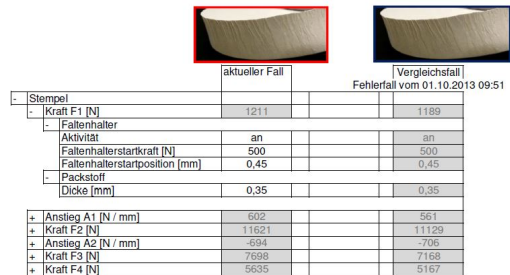 aktueller Fall Vergleichsfall
Fehlerfall vom 01.10.2013 09:51
- Stempel
- Kraft F1 [N] 1211 1189
- Faltenhalter
Aktivität an an
Faltenhalterstartkraft [N] 500 500
Faltenhalterstartposition [mm] 0,45 0,45
- Packstoff
Dicke [mm] 0,35 0,35
+ Anstieg A1 [N / mm] 602 561
+ Kraft F2 [N] 11621 11129
+ Anstieg A2 [N / mm] -694 -706
+ Kraft F3 [N] 7698 7168
+ Kraft F4 [N] 5635 5167